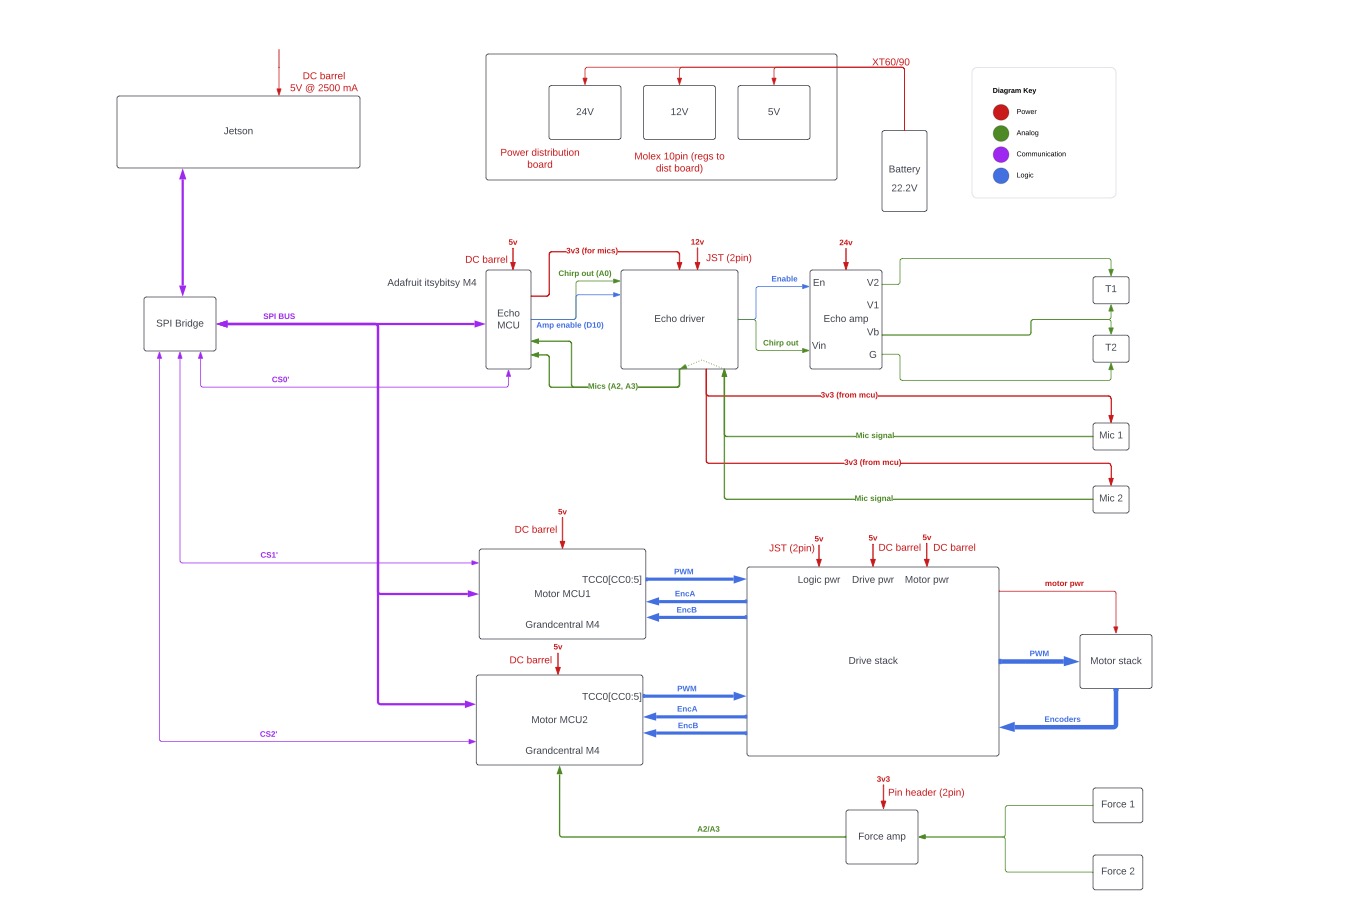 DC barrel
5V @ 2500 mA
Jetson
XT60/90
24V
12V
5V
Power distribution
board
Molex 10pin (regs to
dist board)
Battery
22.2V
Diagram Key
Power
Analog
Communication
Logic
5v
DC barrel
Adafruit itsybitsy M4
3v3 (for mics)
12v
JST (2pin)
24v
Chirp out (A0)
Echo
MCU
Amp enable (D10)
Echo driver
Enable
Chirp out
En
V2
V1
Echo amp
Vb
Vin
G
T1
T2
SPI Bridge
SPI BUS
CS0'
Mics (A2, A3)
3v3 (from mcu)
Mic signal
Mic 1
3v3 (from mcu)
Mic signal
Mic 2
5v
DC barrel
CS1'
TCC0[CC0:5]
Motor MCU1
Grandcentral M4
PWM
EncA
EncB
5v
JST (2pin)
5v
DC barrel
5v
DC barrel
Logic pwr
Drive pwr
Motor pwr
Drive stack
motor pwr
PWM
Motor stack
Encoders
5v
DC barrel
TCC0[CC0:5]
Motor MCU2
Grandcentral M4
PWM
EncA
EncB
CS2'
3v3
Pin header (2pin)
A2/A3
Force amp
Force 1
Force 2